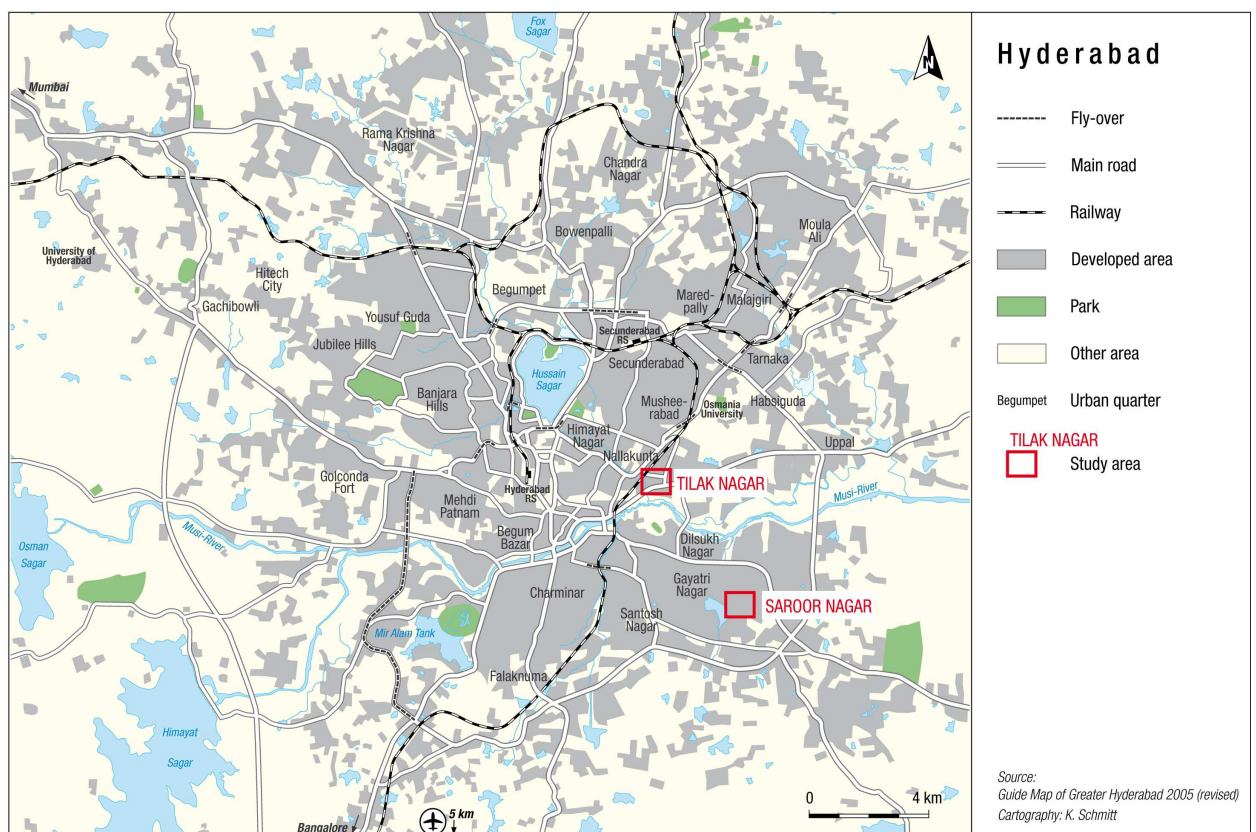 Fox
Sagar
N
Mumbai
Rama Krishna
Nagar
Chandra
Nagar
Moula
Ali
Bowenpalli
University of
Hyderabad
Hitech
City
Begumpet
Mared-
pally
Malajgiri
Gachibowli
Yousuf Guda
Secunderabad
RS
Jubilee Hills
Secunderabad
Tarnaka
Hussain
Sagar
Banjara
Hills
Musheer-
abad
Osmania
University
Habsiguda
Himayat
Nagar
Uppal
Nallakunta
Golconda
Fort
Hyderabad
RS
TILAK NAGAR
Mehdi
Patnam
Musi-River
Musi-River
Begum
Bazar
Dilsukh
Nagar
Osman
Sagar
Gayatri
Nagar
Charminar
SAROOR NAGAR
Santosh
Nagar
Mir Alam Tank
Falaknuma
Himayat
Sagar
Bangalore
5 km
0 4 km
Hyderabad
Fly-over
Main road
Railway
Developed area
Park
Other area
Begumpet Urban quarter
TILAK NAGAR
Study area
Source:
Guide Map of Greater Hyderabad 2005 (revised)
Cartography: K. Schmitt